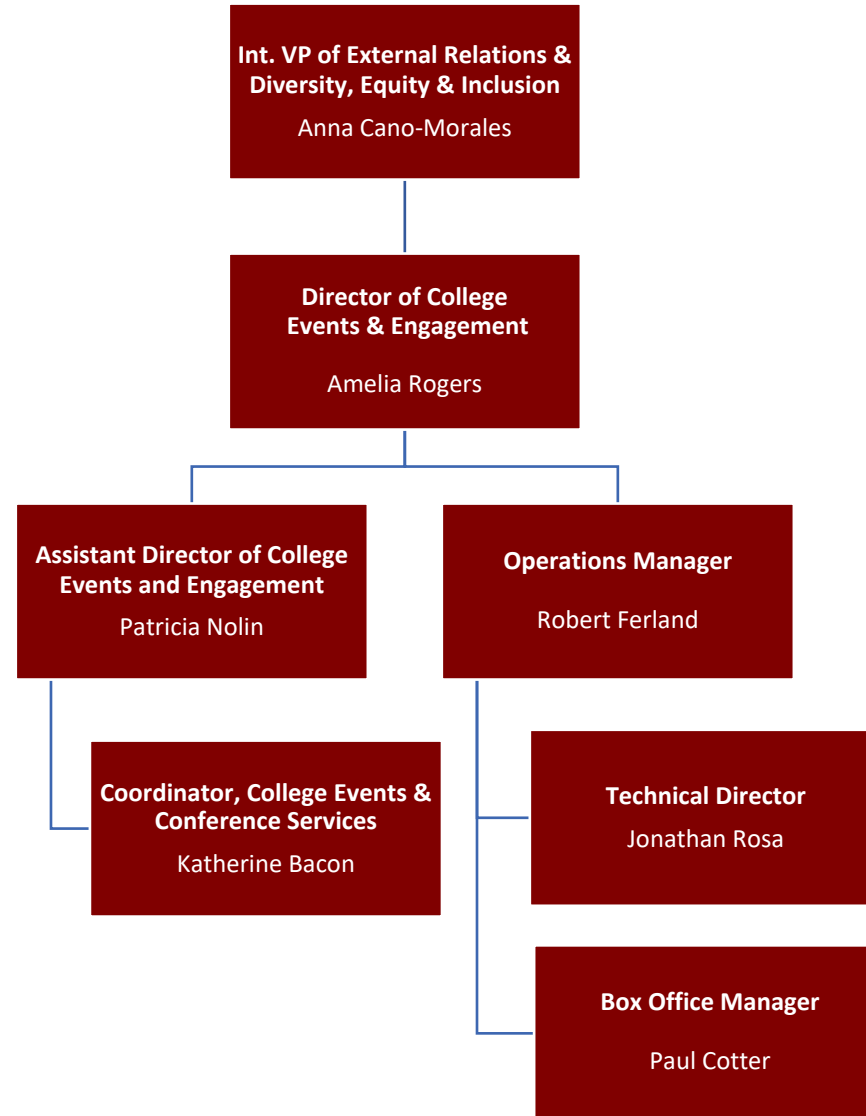 Int. VP of External Relations &
Diversity, Equity & Inclusion
Anna Cano-Morales
Director of College
Events & Engagement
Amelia Rogers
Assistant Director of College
Events and Engagement
Patricia Nolin
Operations Manager
Robert Ferland
Coordinator, College Events &
Conference Services
Katherine Bacon
Technical Director
Jonathan Rosa
Box Office Manager
Paul Cotter